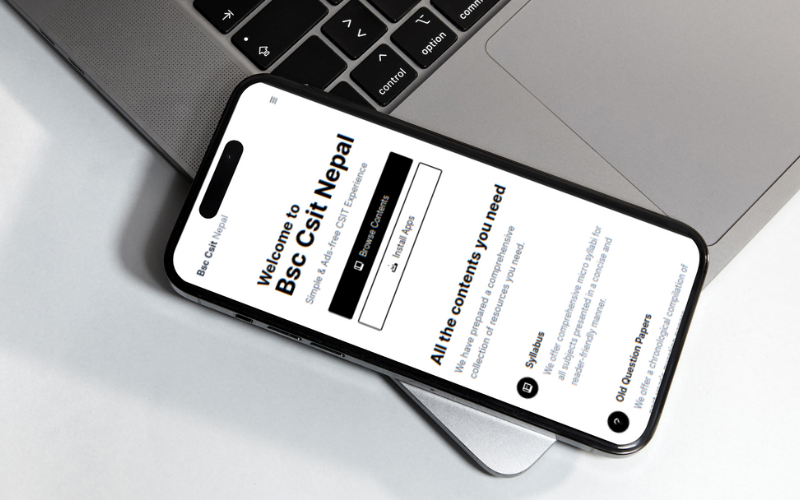 comm
option
control
Bsc Csit Nepal
Welcome to
Bsc Csit Nepal
Simple & Ads-free CSIT Experience
Browse Contents
Install Apps
All the contents you need
We have prepared a comprehensive
collection of resources you need.
Syllabus
We offer comprehensive micro syllabi for
all subjects presented in a concise and
reader-friendly manner.
Old Question Papers
We offer a chronological compilation of